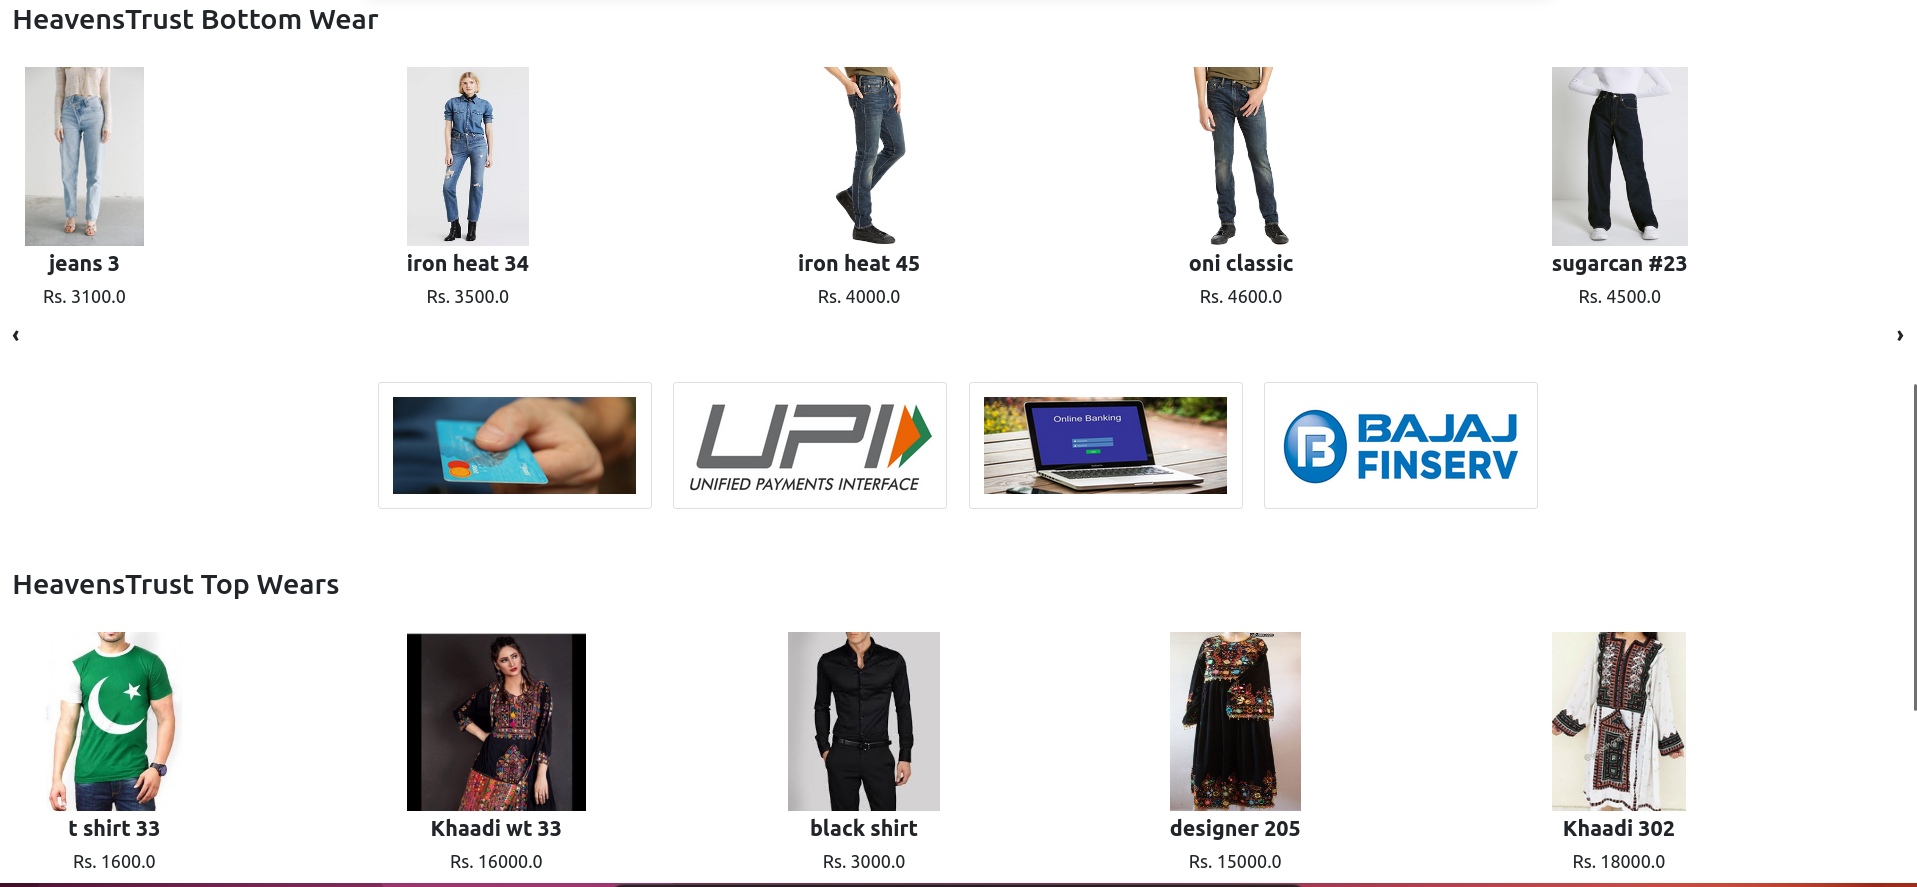 HeavensTrust Bottom Wear
jeans 3
iron heat 34
iron heat 45
oni classic
sugarcan #23
Rs. 3100.0
Rs. 3500.0
Rs. 4000.0
Rs. 4600.0
Rs. 4500.0
‹
›
UPI
UNIFIED PAYMENTS INTERFACE
Online Banking
BAJAJ
FINSERV
HeavensTrust Top Wears
t shirt 33
Khaadi wt 33
black shirt
designer 205
Khaadi 302
Rs. 1600.0
Rs. 16000.0
Rs. 3000.0
Rs. 15000.0
Rs. 18000.0